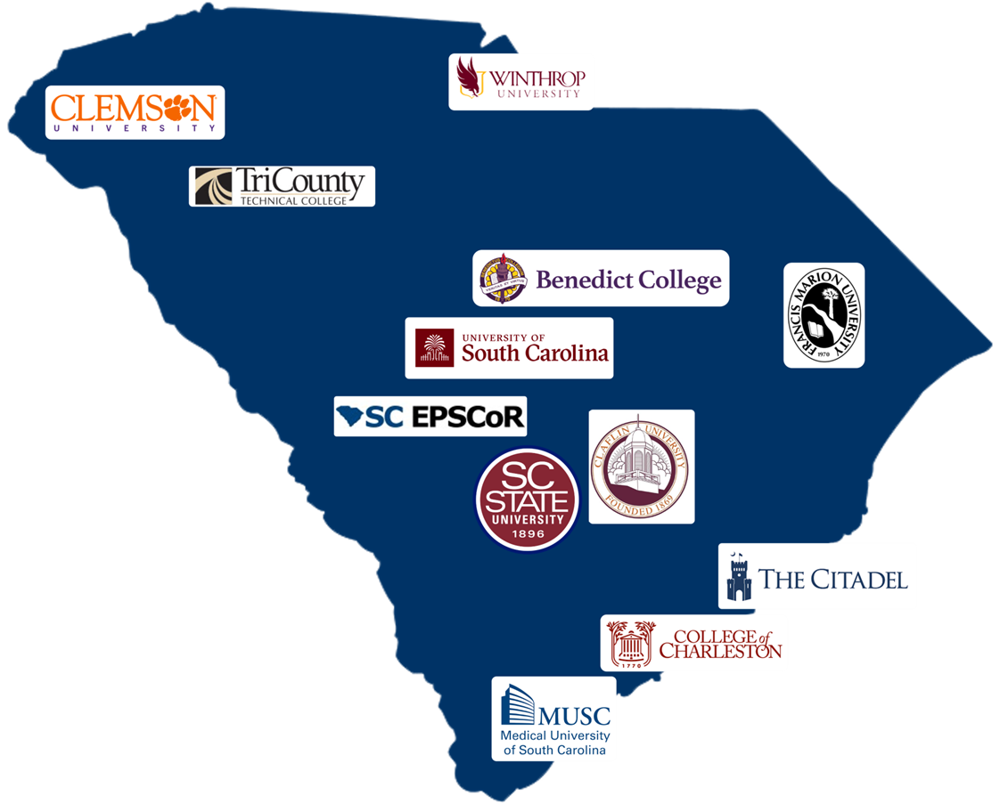 WINTHROP
UNIVERSITY
CLEMSON
UNIVERSITY
TriCounty
TECHNICAL COLLEGE
Benedict College
FRANCIS MARION UNIVERSITY
1970
UNIVERSITY OF
South Carolina
SC EPSCoR
CLAFLIN UNIVERSITY
FOUNDED 1869
SC
STATE
UNIVERSITY
1896
THE CITADEL
COLLEGE of
CHARLESTON
1770
MUSC
Medical University
of South Carolina